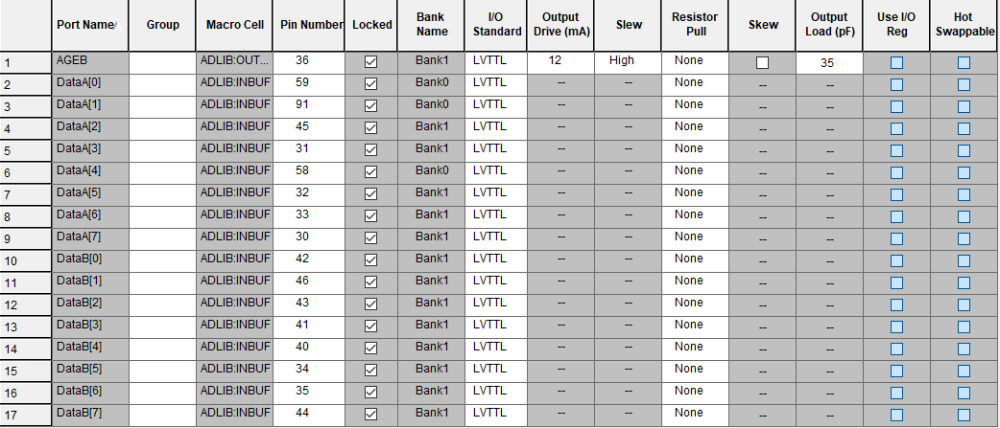 Port Name/ Group Macro Cell Pin Number Locked Bank Name I/O Standard Output Drive (mA) Slew Resistor Pull Skew Output Load (pF) Use I/O Reg Hot Swappable
1 AGEB ADLIB:OUT... 36 Bank1 LVTTL 12 High None 35
2 DataA[0] ADLIB:INBUF 59 Bank0 LVTTL -- -- None -- --
3 DataA[1] ADLIB:INBUF 91 Bank0 LVTTL -- -- None -- --
4 DataA[2] ADLIB:INBUF 45 Bank1 LVTTL -- -- None -- --
5 DataA[3] ADLIB:INBUF 31 Bank1 LVTTL -- -- None -- --
6 DataA[4] ADLIB:INBUF 58 Bank0 LVTTL -- -- None -- --
7 DataA[5] ADLIB:INBUF 32 Bank1 LVTTL -- -- None -- --
8 DataA[6] ADLIB:INBUF 33 Bank1 LVTTL -- -- None -- --
9 DataA[7] ADLIB:INBUF 30 Bank1 LVTTL -- -- None -- --
10 DataB[0] ADLIB:INBUF 42 Bank1 LVTTL -- -- None -- --
11 DataB[1] ADLIB:INBUF 46 Bank1 LVTTL -- -- None -- --
12 DataB[2] ADLIB:INBUF 43 Bank1 LVTTL -- -- None -- --
13 DataB[3] ADLIB:INBUF 41 Bank1 LVTTL -- -- None -- --
14 DataB[4] ADLIB:INBUF 40 Bank1 LVTTL -- -- None -- --
15 DataB[5] ADLIB:INBUF 34 Bank1 LVTTL -- -- None -- --
16 DataB[6] ADLIB:INBUF 35 Bank1 LVTTL -- -- None -- --
17 DataB[7] ADLIB:INBUF 44 Bank1 LVTTL -- -- None -- --